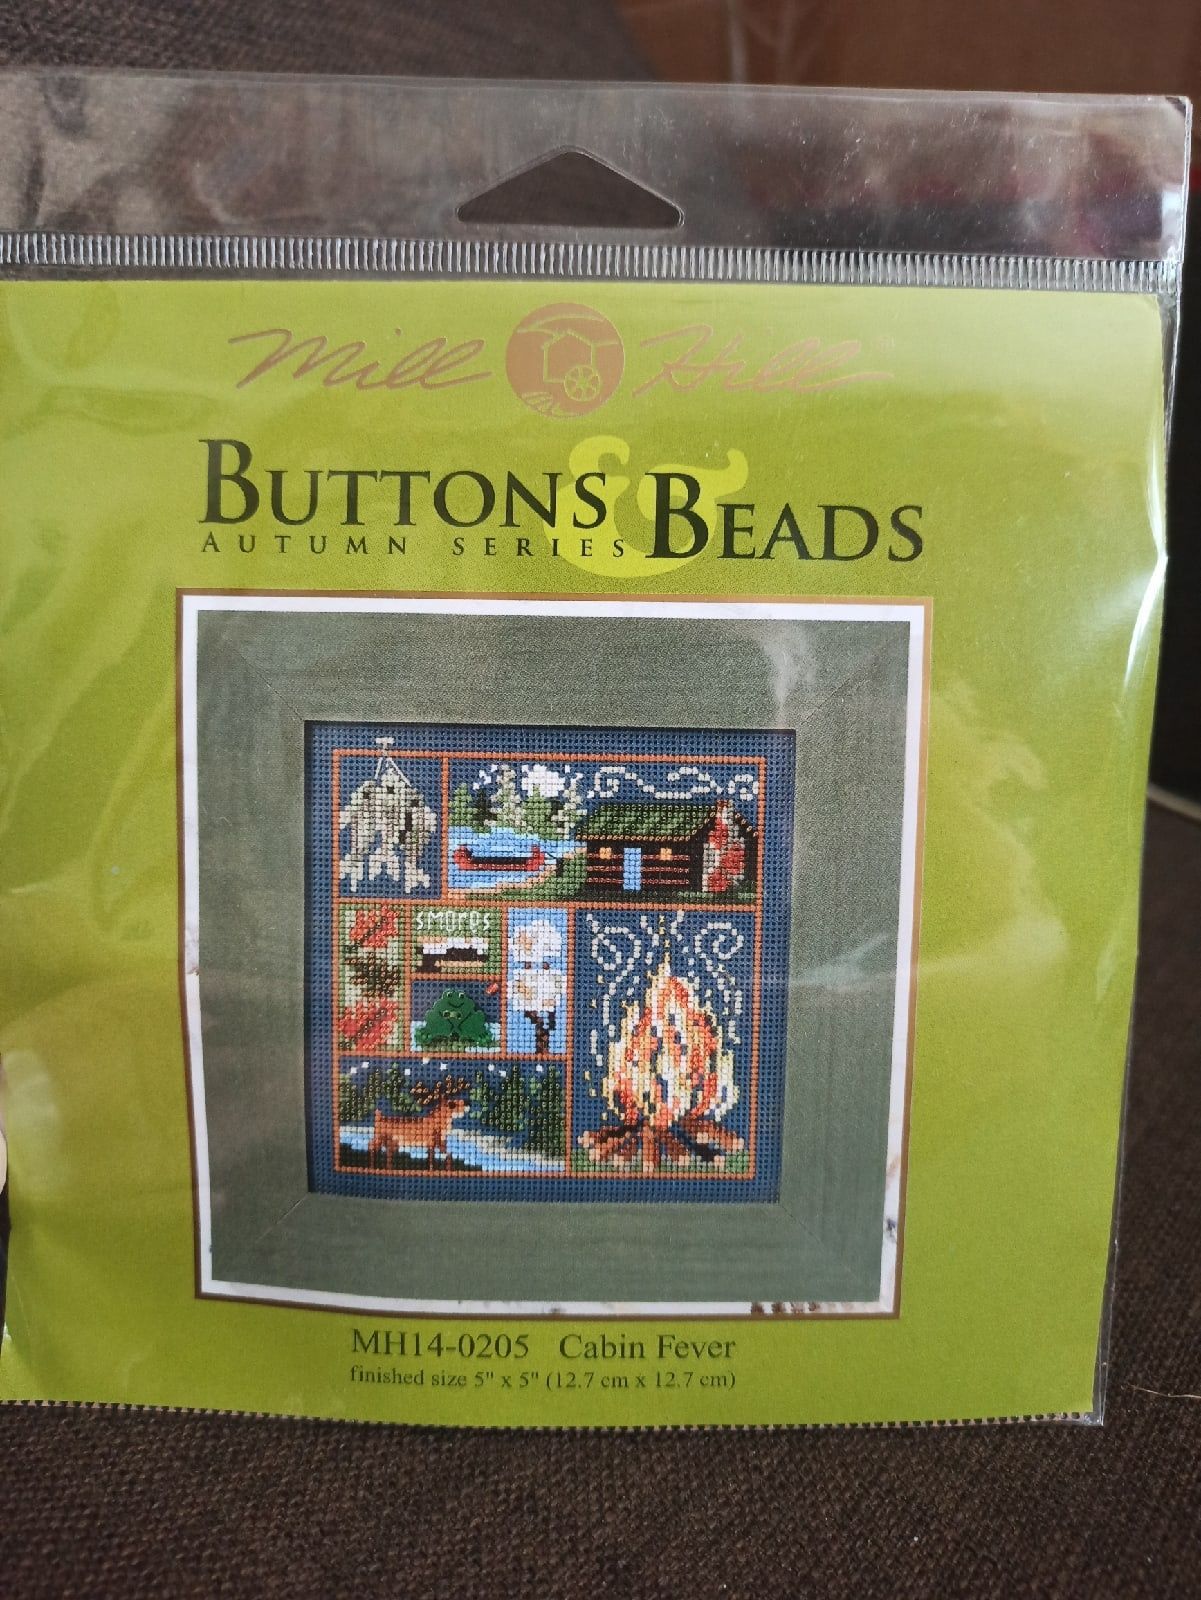 Mill Hill
BUTTONS & BEADS
AUTUMN SERIES
smores
MH14-0205 Cabin Fever
finished size 5" x 5" (12.7 cm x 12.7 cm)